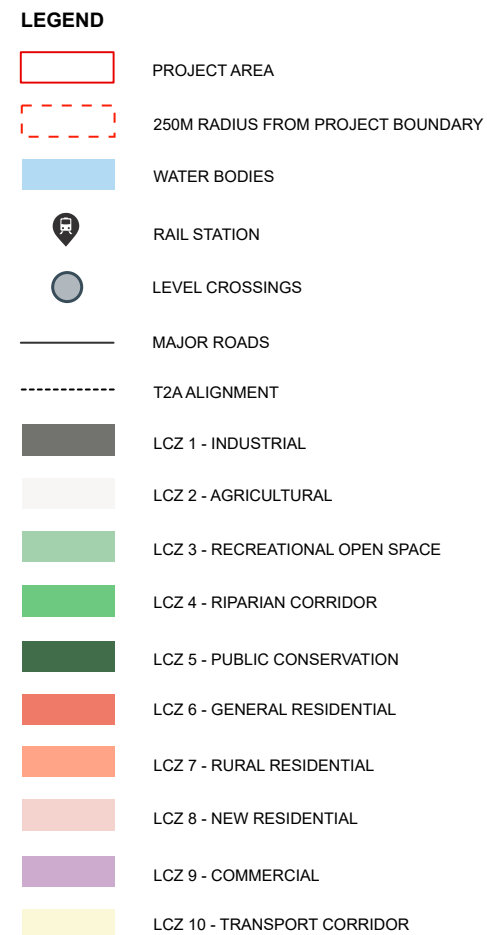 LEGEND
PROJECT AREA
250M RADIUS FROM PROJECT BOUNDARY
WATER BODIES
RAIL STATION
LEVEL CROSSINGS
MAJOR ROADS
T2A ALIGNMENT
LCZ 1 - INDUSTRIAL
LCZ 2 - AGRICULTURAL
LCZ 3 - RECREATIONAL OPEN SPACE
LCZ 4 - RIPARIAN CORRIDOR
LCZ 5 - PUBLIC CONSERVATION
LCZ 6 - GENERAL RESIDENTIAL
LCZ 7 - RURAL RESIDENTIAL
LCZ 8 - NEW RESIDENTIAL
LCZ 9 - COMMERCIAL
LCZ 10 - TRANSPORT CORRIDOR